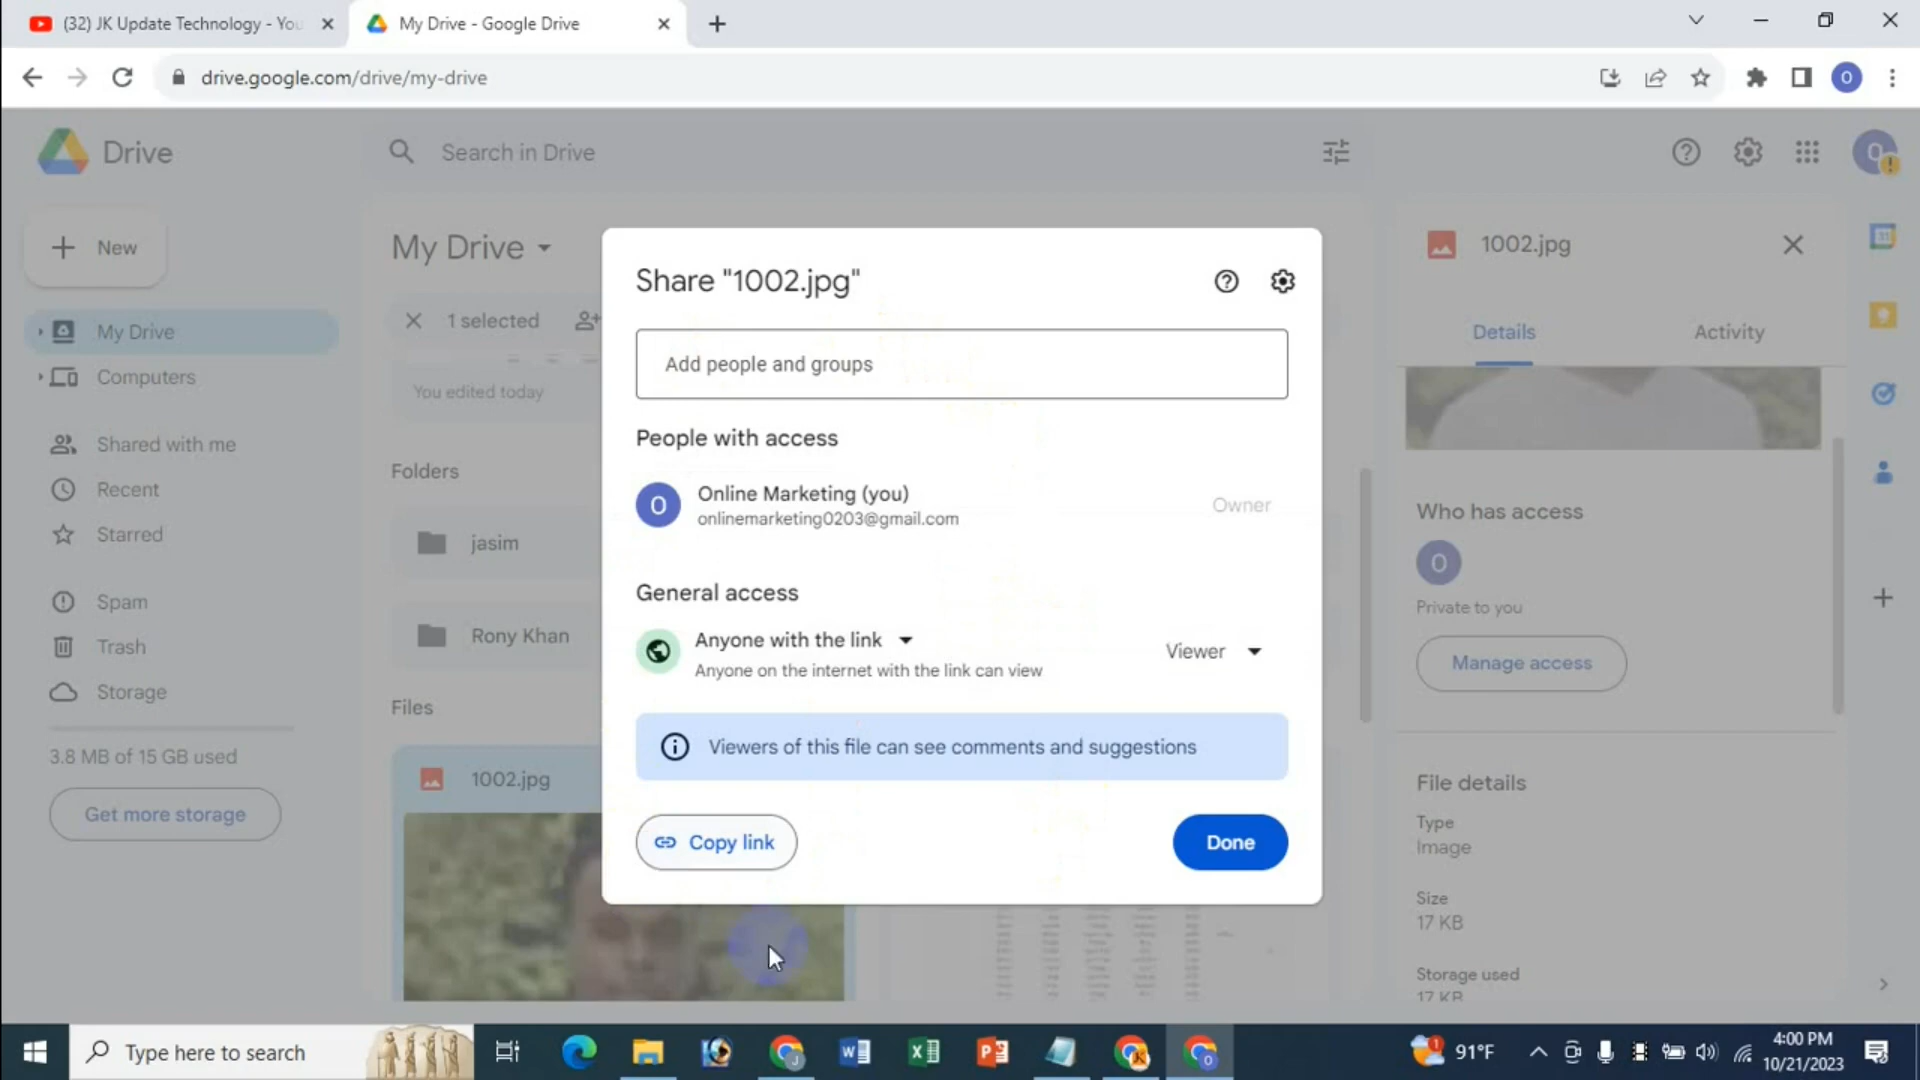 (32) JK Update Technology - You
My Drive - Google Drive
drive.google.com/drive/my-drive
O
Drive
Search in Drive
O
New
My Drive
Computers
Shared with me
Recent
Starred
Spam
Trash
Storage
3.8 MB of 15 GB used
Get more storage
My Drive
1 selected
You edited today
Folders
jasim
Rony Khan
Files
1002.jpg
Share "1002.jpg"
Add people and groups
People with access
O
Online Marketing (you)
onlinemarketing0203@gmail.com
Owner
General access
Anyone with the link
Anyone on the internet with the link can view
Viewer
Viewers of this file can see comments and suggestions
Copy link
Done
1002.jpg
Details
Activity
Who has access
O
Private to you
Manage access
File details
Type
Image
Size
17 KB
Storage used
17 KB
31
Type here to search
91°F
4:00 PM
10/21/2023